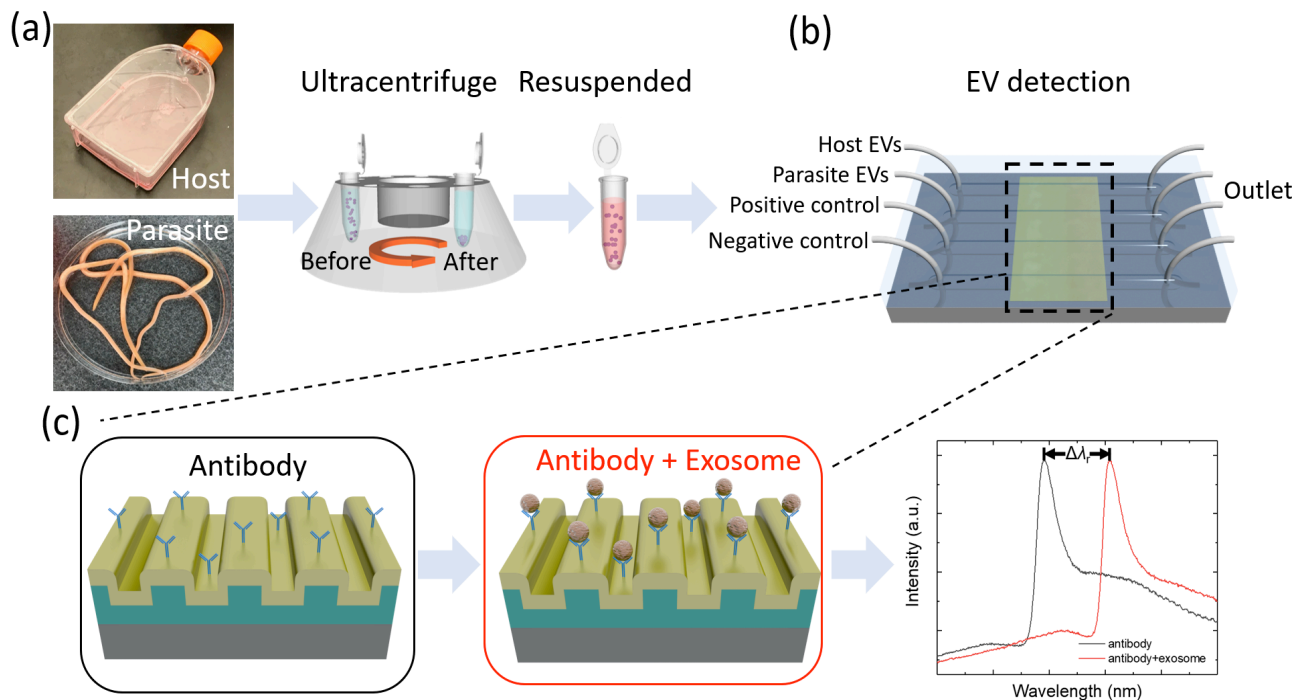 (a)
Host
Parasite
Ultracentrifuge
Before
After
Resuspended
(b)
EV detection
Host EVs
Parasite EVs
Positive control
Negative control
Outlet
(c)
Antibody
Antibody + Exosome
Δλr
Intensity (a.u.)
antibody
antibody+exosome
Wavelength (nm)